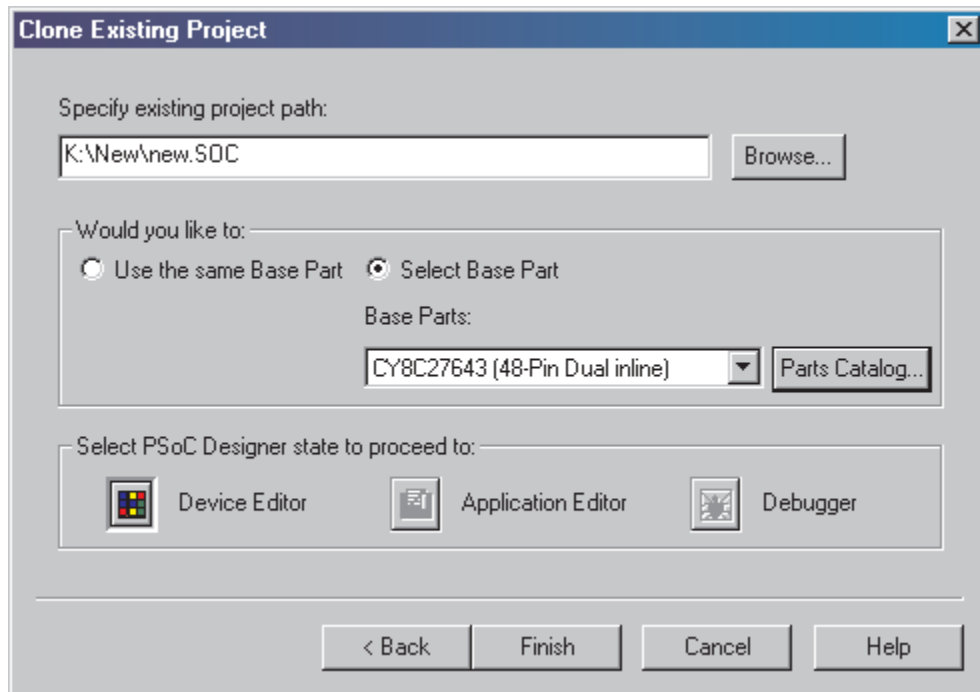 Clone Existing Project
Specify existing project path:
K:\New\new.SOC
Browse...
Would you like to:
Use the same Base Part
Select Base Part
Base Parts:
CY8C27643 (48-Pin Dual inline)
Parts Catalog...
Select PSoC Designer state to proceed to:
Device Editor
Application Editor
Debugger
< Back
Finish
Cancel
Help